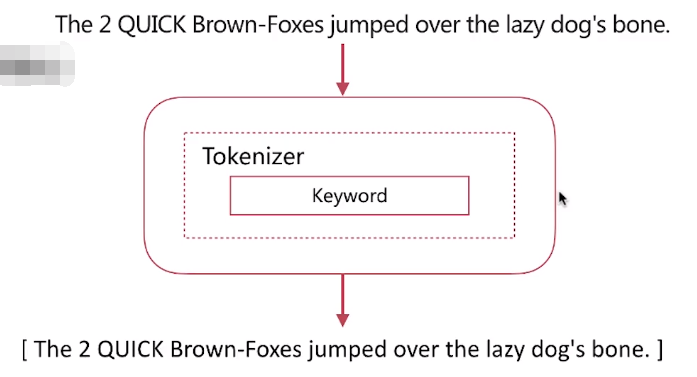 The 2 QUICK Brown-Foxes jumped over the lazy dog's bone.
Tokenizer
Keyword
[ The 2 QUICK Brown-Foxes jumped over the lazy dog's bone. ]